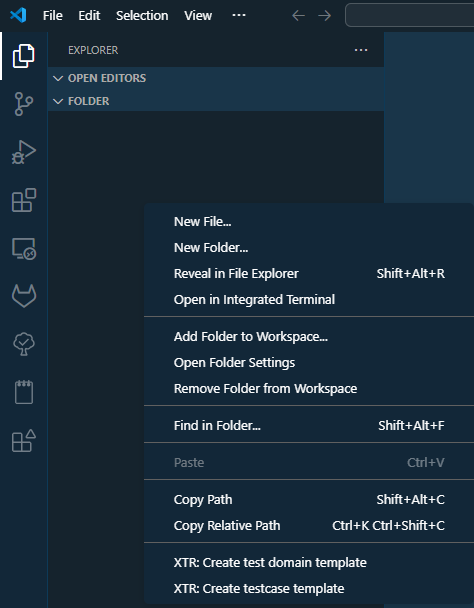 File Edit Selection View ···
EXPLORER ···
OPEN EDITORS
FOLDER
New File...
New Folder...
Reveal in File Explorer Shift+Alt+R
Open in Integrated Terminal
Add Folder to Workspace...
Open Folder Settings
Remove Folder from Workspace
Find in Folder... Shift+Alt+F
Paste Ctrl+V
Copy Path Shift+Alt+C
Copy Relative Path Ctrl+K Ctrl+Shift+C
XTR: Create test domain template
XTR: Create testcase template